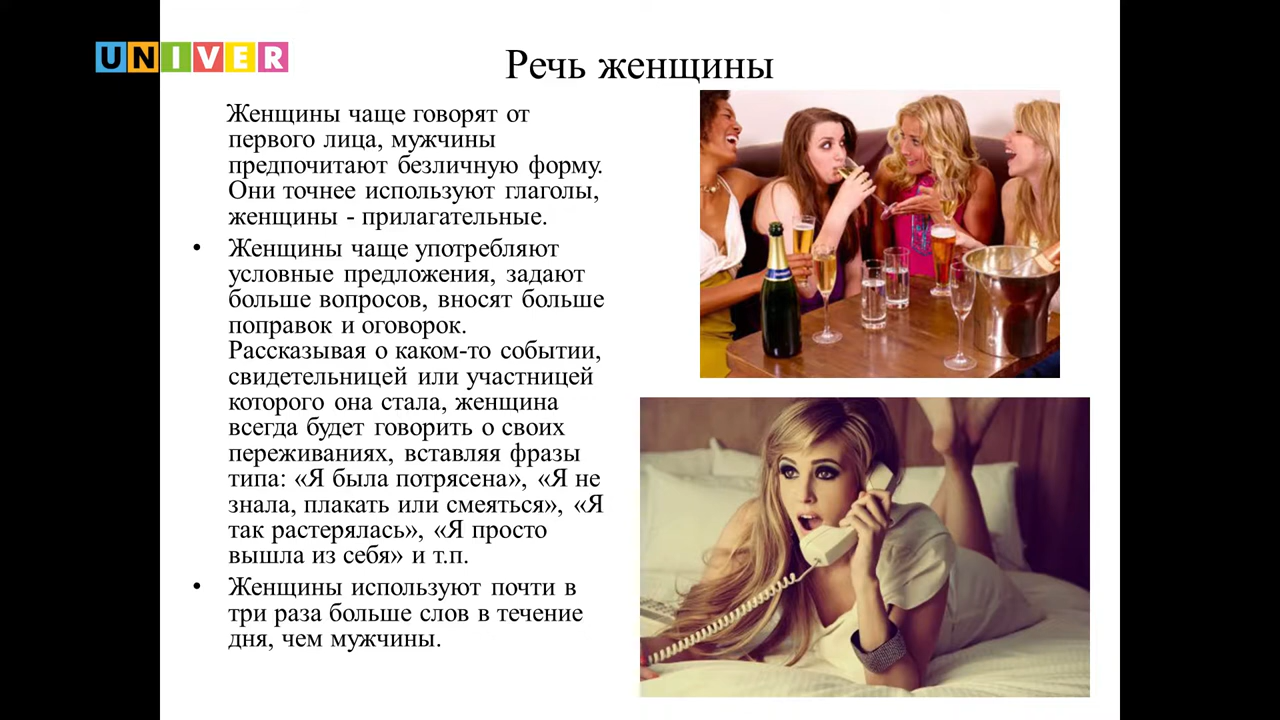 UNIVER
Речь женщины
Женщины чаще говорят от
первого лица, мужчины
предпочитают безличную форму.
Они точнее используют глаголы,
женщины - прилагательные.
• Женщины чаще употребляют
условные предложения, задают
больше вопросов, вносят больше
поправок и оговорок.
Рассказывая о каком-то событии,
свидетельницей или участницей
которого она стала, женщина
всегда будет говорить о своих
переживаниях, вставляя фразы
типа: «Я была потрясена», «Я не
знала, плакать или смеяться», «Я
так растерялась», «Я просто
вышла из себя» и т.п.
• Женщины используют почти в
три раза больше слов в течение
дня, чем мужчины.